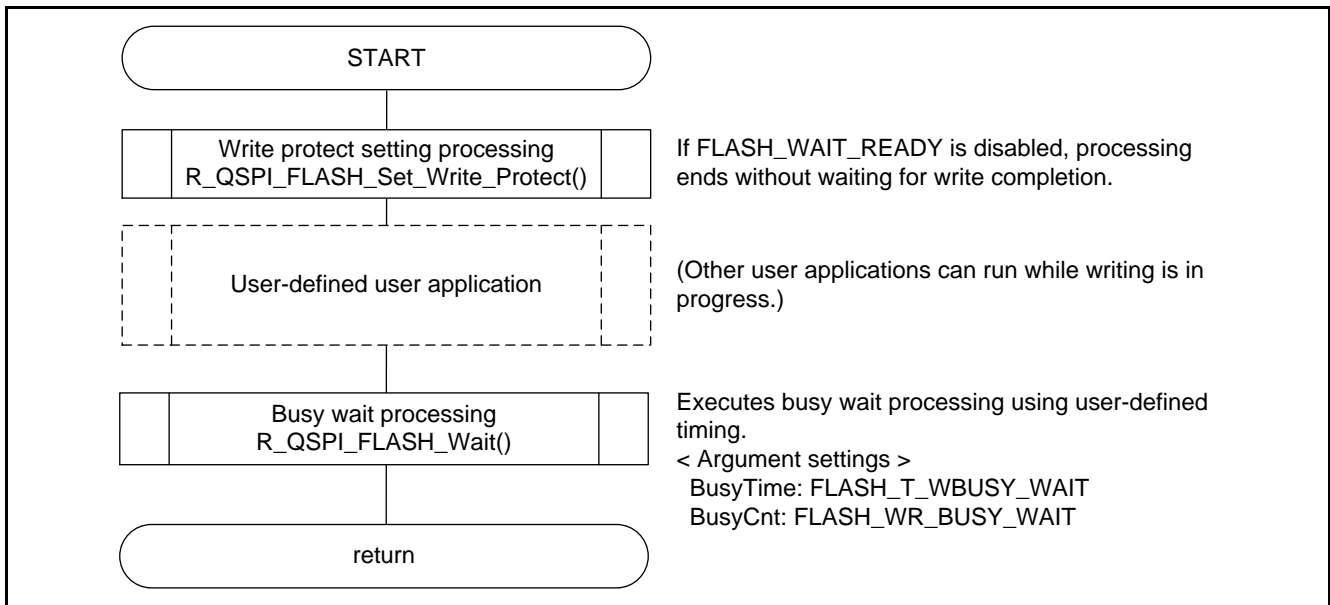 START
Write protect setting processing
R_QSPI_FLASH_Set_Write_Protect()
If FLASH_WAIT_READY is disabled, processing
ends without waiting for write completion.
User-defined user application
(Other user applications can run while writing is in
progress.)
Busy wait processing
R_QSPI_FLASH_Wait()
Executes busy wait processing using user-defined
timing.
< Argument settings >
BusyTime: FLASH_T_WBUSY_WAIT
BusyCnt: FLASH_WR_BUSY_WAIT
return